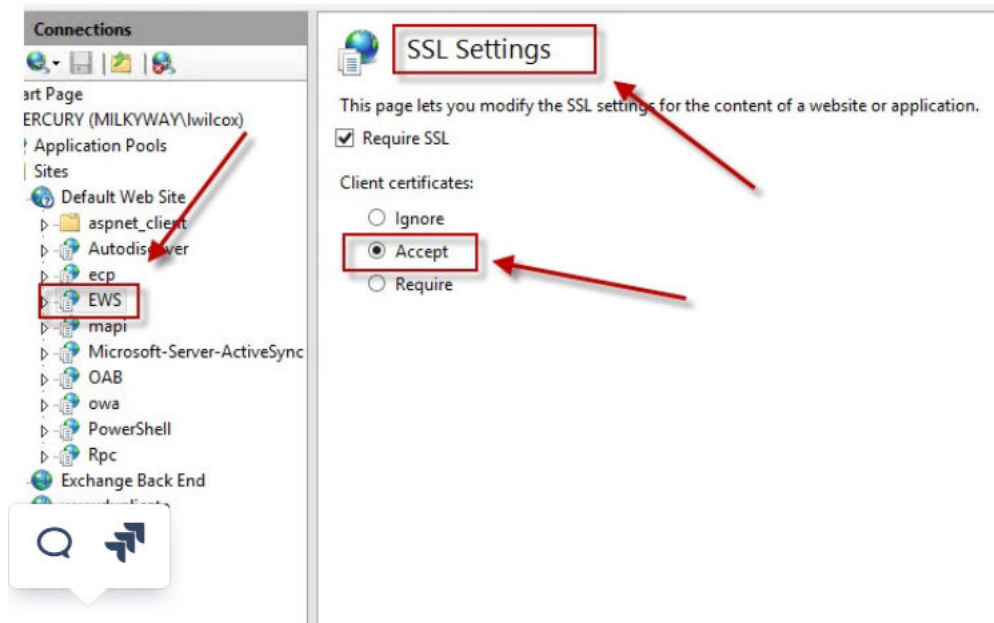 Connections
art Page
ERCURY (MILKYWAY\lwilcox)
Application Pools
Sites
Default Web Site
aspnet_client
Autodiscover
ecp
EWS
mapi
Microsoft-Server-ActiveSync
OAB
owa
PowerShell
Rpc
Exchange Back End
SSL Settings
This page lets you modify the SSL settings for the content of a website or application.
Require SSL
Client certificates:
Ignore
Accept
Require